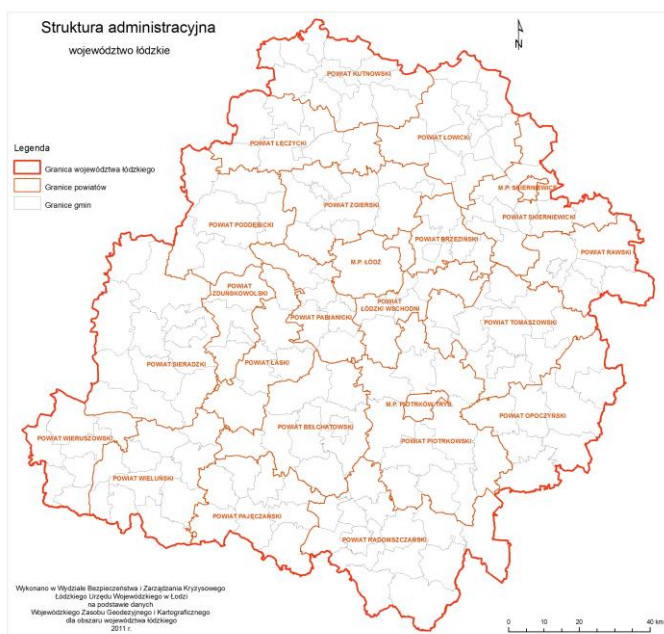 Struktura administracyjna
województwo łódzkie
N
POWIAT KUTNOWSKI
POWIAT ŁĘCZYCKI
POWIAT ŁOWICKI
Legenda
Granica województwa łódzkiego
Granice powiatów
Granice gmin
M.P. SKIERNIEWICE
POWIAT SKIERNIEWICKI
POWIAT ZGIERSKI
POWIAT PODDĘBICKI
POWIAT BRZEZIŃSKI
POWIAT RAWSKI
M.P. ŁÓDŹ
POWIAT
ZDUŃSKOWOLSKI
POWIAT
ŁÓDZKI WSCHODNI
POWIAT PABIANICKI
POWIAT TOMASZOWSKI
POWIAT SIERADZKI
POWIAT ŁASKI
M.P. PIOTRKÓW TRYB.
POWIAT OPOCZYŃSKI
POWIAT BEŁCHATOWSKI
POWIAT WIERUSZOWSKI
POWIAT PIOTRKOWSKI
POWIAT WIELUŃSKI
POWIAT PAJĘCZAŃSKI
POWIAT RADOMSZCZAŃSKI
Wykonano w Wydziale Bezpieczeństwa i Zarządzania Kryzysowego
Łódzkiego Urzędu Wojewódzkiego w Łodzi
na podstawie danych
Wojewódzkiego Zasobu Geodezyjnego i Kartograficznego
dla obszaru województwa łódzkiego
2011 r.
0 10 20 40 km